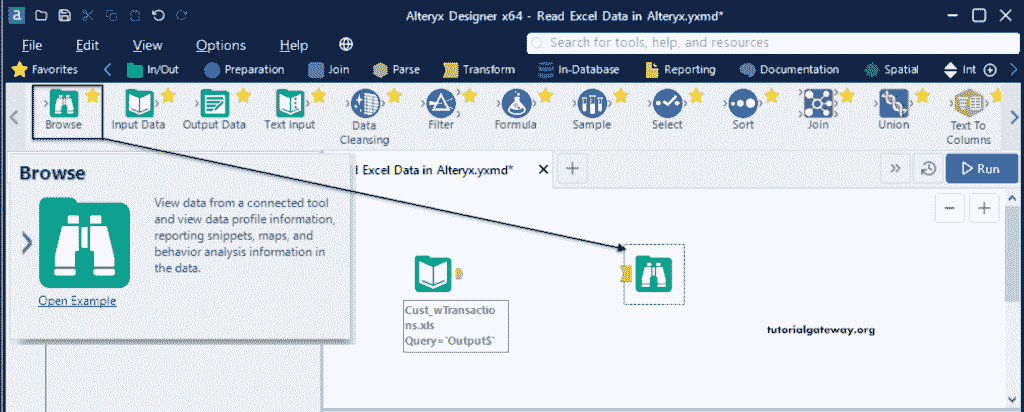 a
Alteryx Designer x64 - Read Excel Data in Alteryx.yxmd*
File Edit View Options Help
Search for tools, help, and resources
Favorites In/Out Preparation Join Parse Transform In-Database Reporting Documentation Spatial Int
Browse Input Data Output Data Text Input Data Cleansing Filter Formula Sample Select Sort Join Union Text To Columns
Browse
View data from a connected tool
and view data profile information,
reporting snippets, maps, and
behavior analysis information in
the data.
Open Example
d Excel Data in Alteryx.yxmd*
Run
Cust_wTransactio
ns.xls
Query=`Output$`
tutorialgateway.org